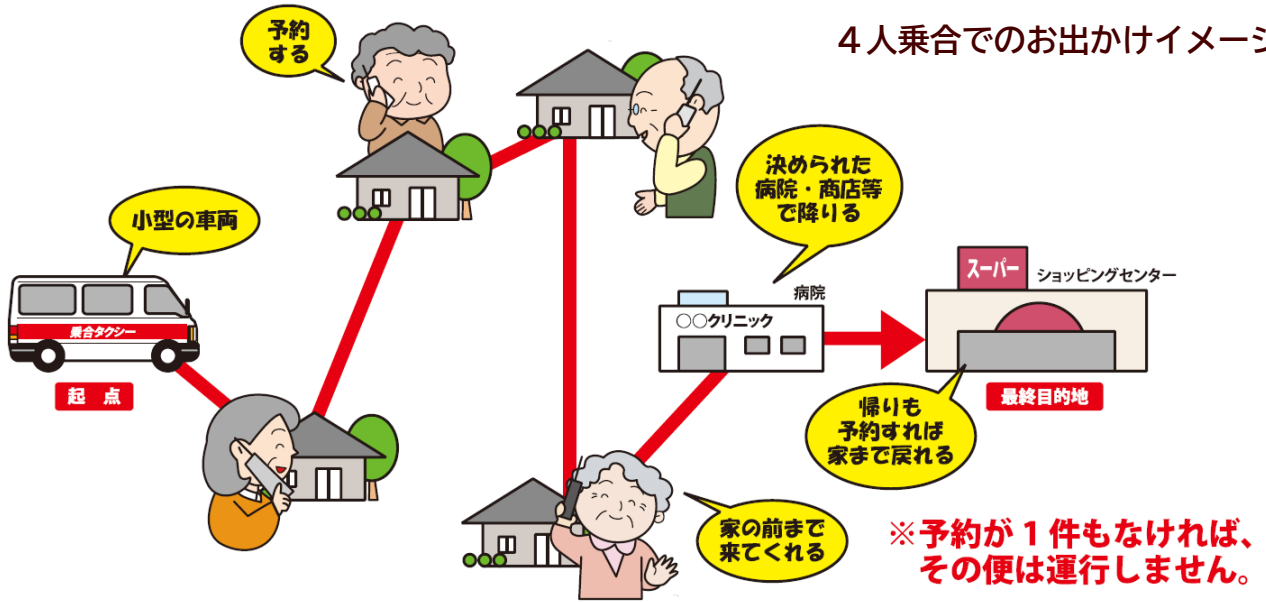 4人乗合でのお出かけイメージ
予約
する
決められた
病院・商店等
で降りる
小型の車両
乗合タクシー
起 点
病院
○○クリニック
スーパー
ショッピングセンター
最終目的地
帰りも
予約すれば
家まで戻れる
家の前まで
来てくれる
※予約が1件もなければ、
その便は運行しません。